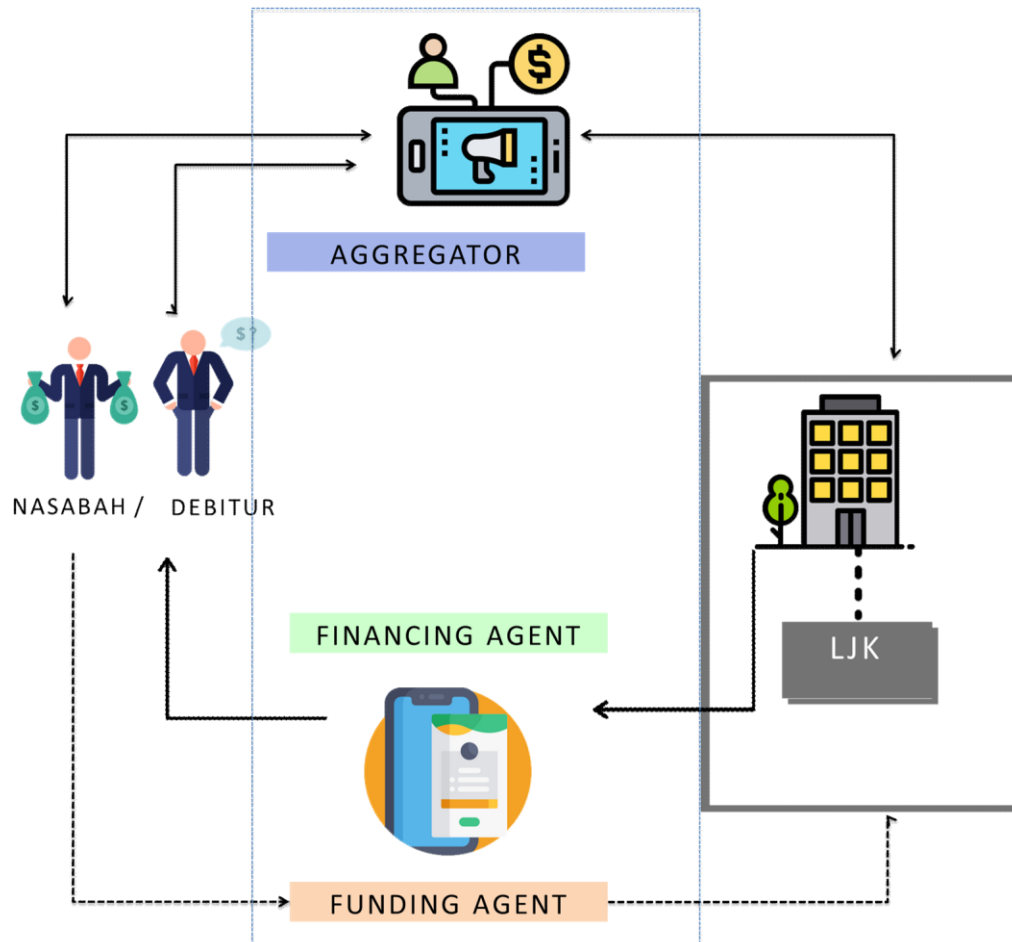 $
AGGREGATOR
$?
$ $
NASABAH / DEBITUR
FINANCING AGENT
LJK
FUNDING AGENT